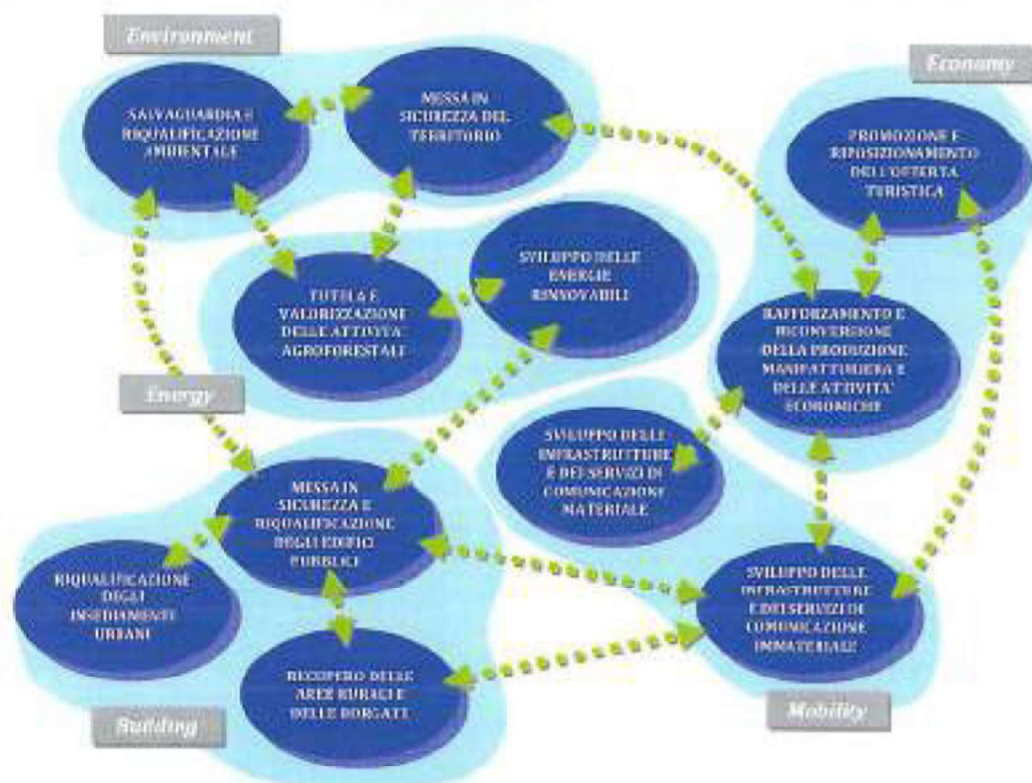 Environment
SALVAGUARDIA E
RIQUALIFICAZIONE
AMBIENTALE
MESSA IN
SICUREZZA DEL
TERRITORIO
Economy
PROMOZIONE E
RIPOSIZIONAMENTO
DELL'OFFERTA
TURISTICA
TUTELA E
VALORIZZAZIONE
DELLE ATTIVITA'
AGROFORESTALI
SVILUPPO DELLE
ENERGIE
RINNOVABILI
Energy
RAFFORZAMENTO E
RICONVERSIONE
DELLA PRODUZIONE
MANIFATTURIERA E
DELLE ATTIVITA'
ECONOMICHE
SVILUPPO DELLE
INFRASTRUTTURE
E DEI SERVIZI DI
COMUNICAZIONE
MATERIALE
MESSA IN
SICUREZZA E
RIQUALIFICAZIONE
DEGLI EDIFICI
PUBBLICI
RIQUALIFICAZIONE
DEGLI
INSEDIAMENTI
URBANI
SVILUPPO DELLE
INFRASTRUTTURE
E DEI SERVIZI DI
COMUNICAZIONE
IMMATERIALE
RECUPERO DELLE
AREE RURALI E
DELLE BORGATE
Building
Mobility